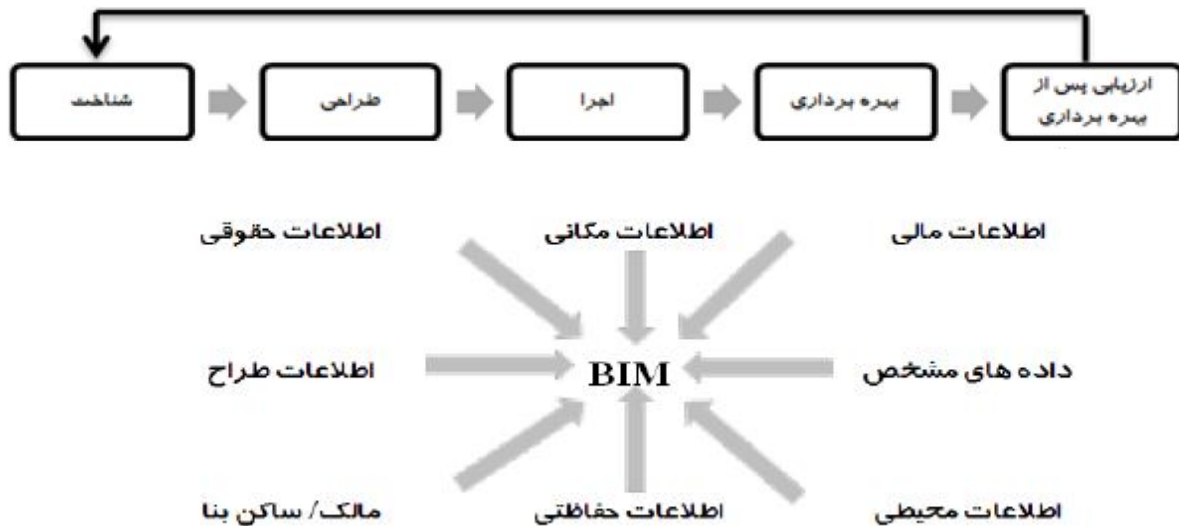 شناخت
طراحی
اجرا
بهره برداری
ارزیابی پس از
بهره برداری
اطلاعات حقوقی
اطلاعات مکانی
اطلاعات مالی
اطلاعات طراح
BIM
داده های مشخص
مالک/ ساکن بنا
اطلاعات حفاظتی
اطلاعات محیطی